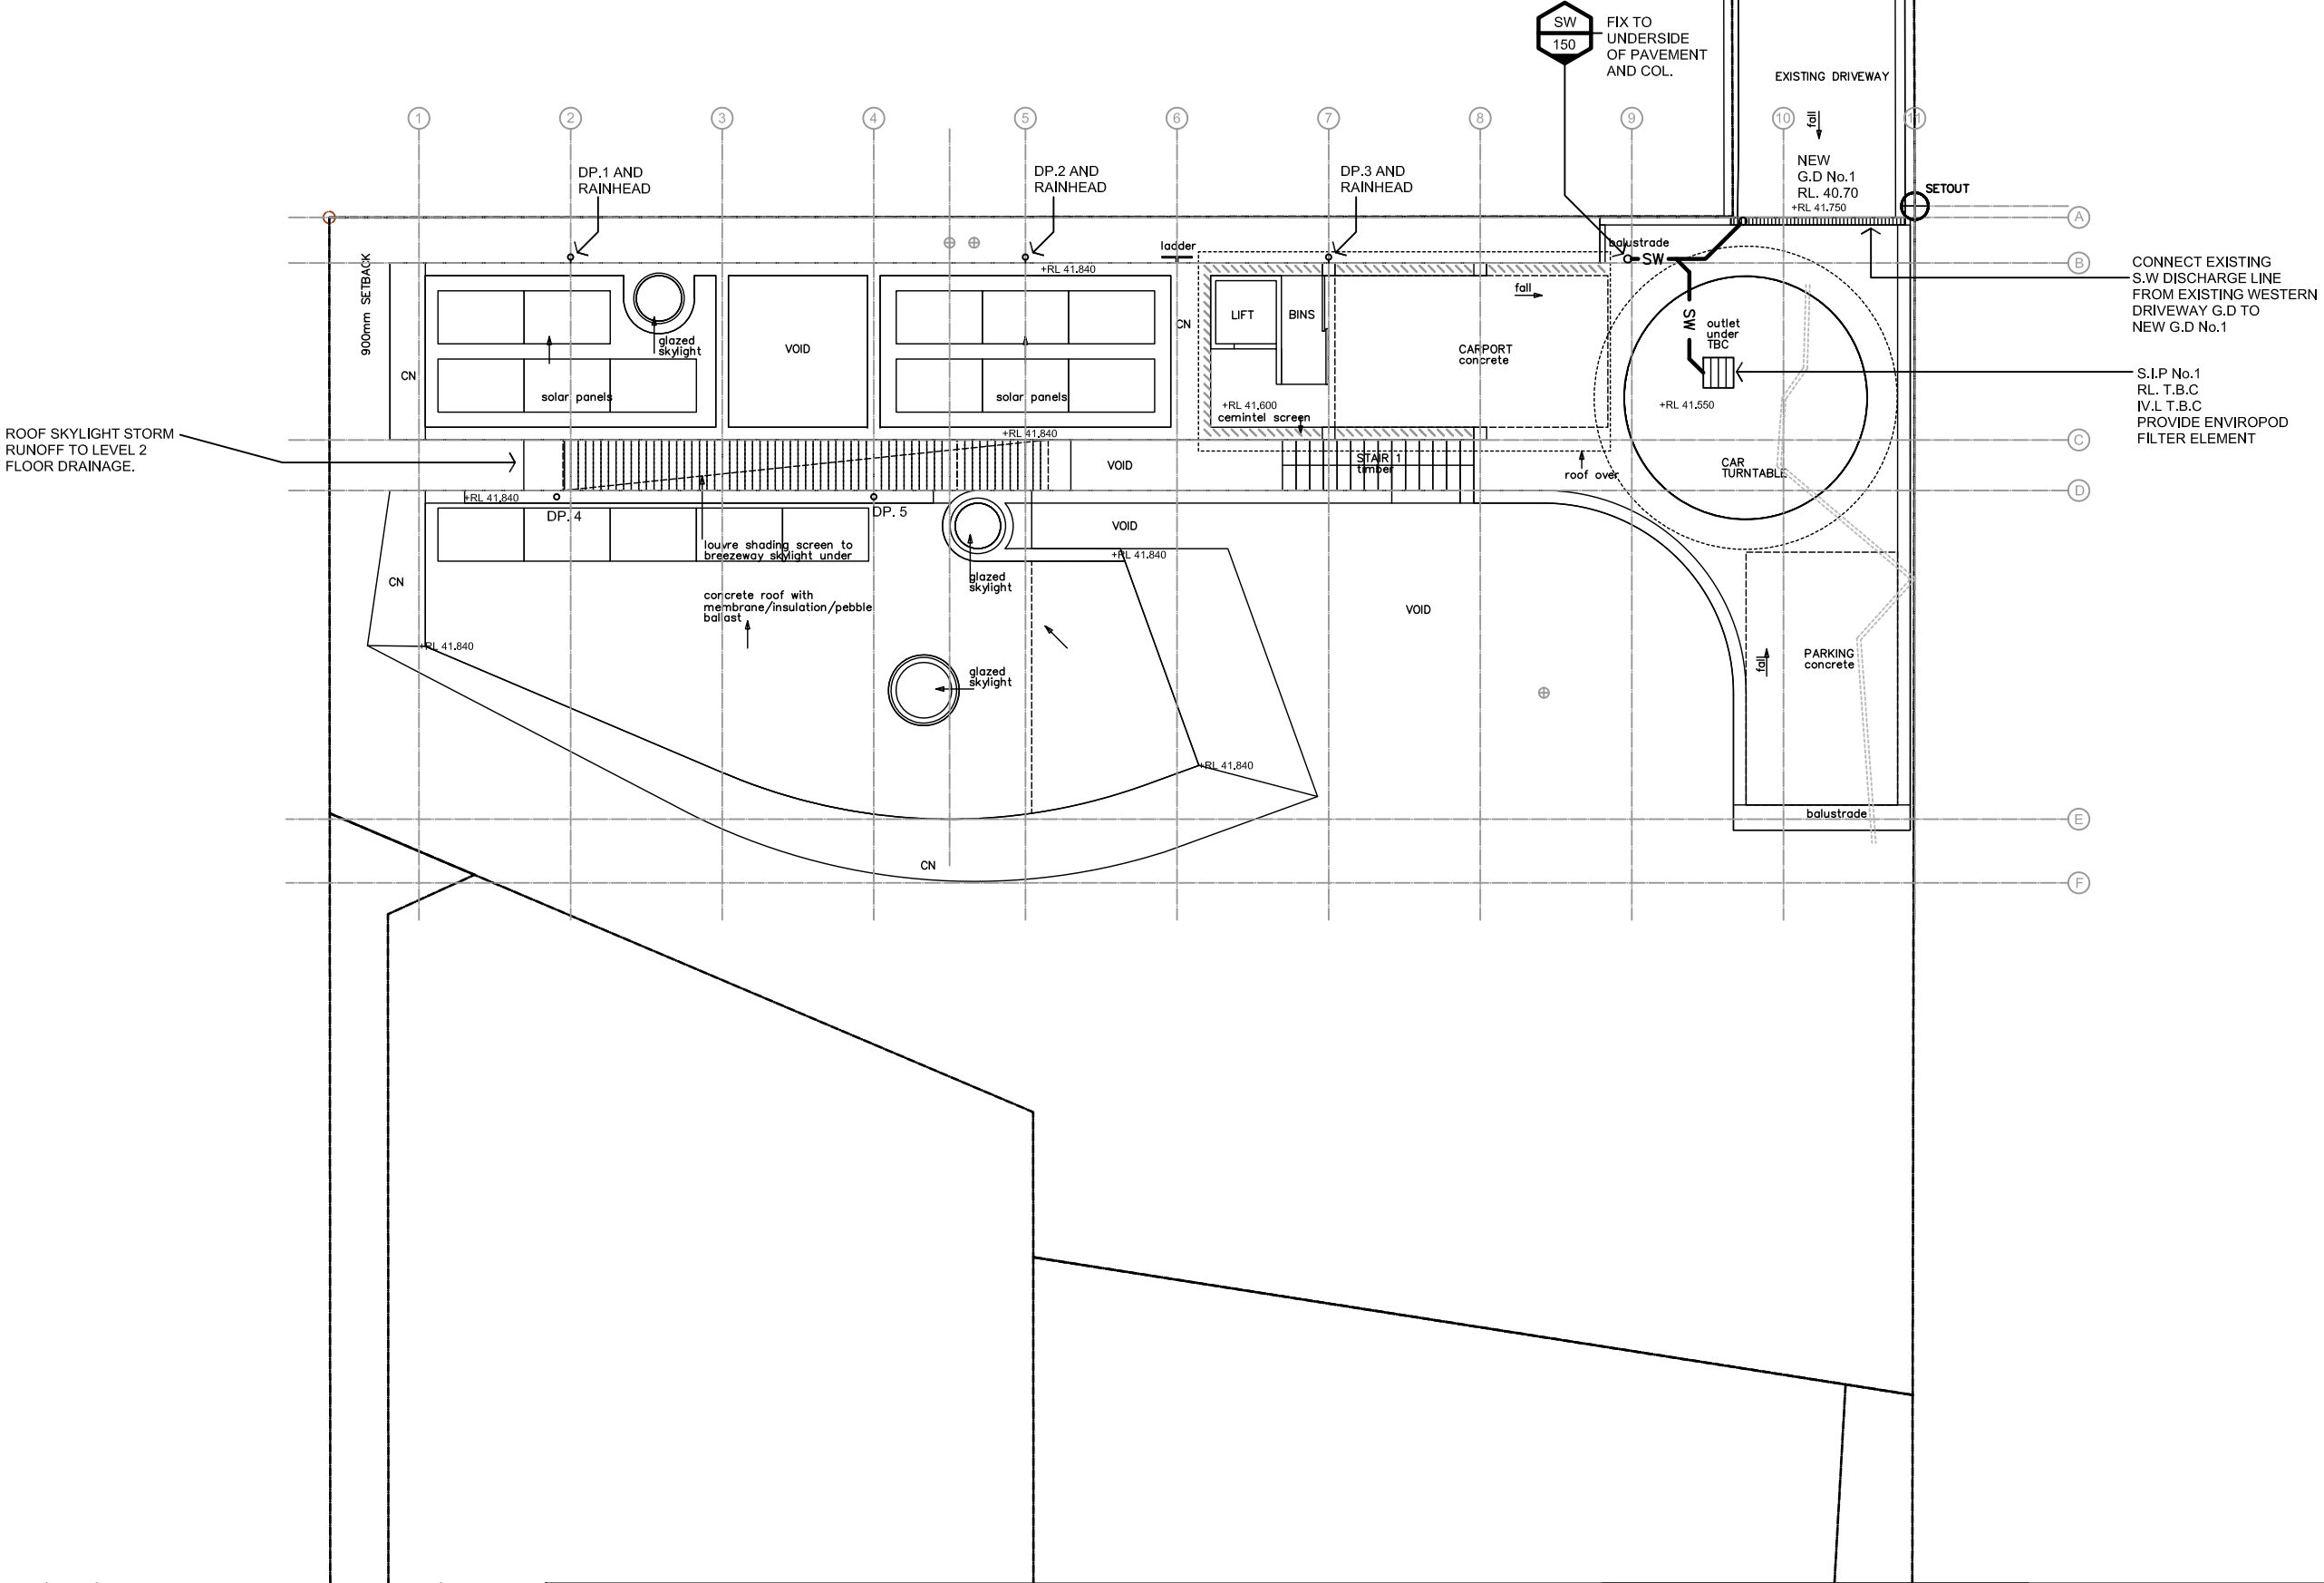 SW
150
FIX TO
UNDERSIDE
OF PAVEMENT
AND COL.
EXISTING DRIVEWAY
1
2
3
4
5
6
7
8
9
10
11
fall
NEW
G.D No.1
RL. 40.70
+RL 41.750
SETOUT
DP.1 AND
RAINHEAD
DP.2 AND
RAINHEAD
DP.3 AND
RAINHEAD
A
B
C
D
E
F
900mm SETBACK
ladder
balustrade
SW
+RL 41.840
CONNECT EXISTING
S.W DISCHARGE LINE
FROM EXISTING WESTERN
DRIVEWAY G.D TO
NEW G.D No.1
fall
LIFT
BINS
CN
SW
outlet
under
TBC
glazed
skylight
VOID
CARPORT
concrete
CN
solar panels
solar panels
+RL 41.600
cemintel screen
+RL 41.550
S.I.P No.1
RL. T.B.C
IV.L T.B.C
PROVIDE ENVIROPOD
FILTER ELEMENT
ROOF SKYLIGHT STORM
RUNOFF TO LEVEL 2
FLOOR DRAINAGE.
+RL 41.840
VOID
STAIR 1
timber
roof over
CAR
TURNTABLE
+RL 41.840
DP. 4
DP. 5
VOID
louvre shading screen to
breezeway skylight under
+RL 41.840
CN
glazed
skylight
concrete roof with
membrane/insulation/pebble
ballast
VOID
+RL 41.840
fall
PARKING
concrete
glazed
skylight
+RL 41.840
balustrade
CN